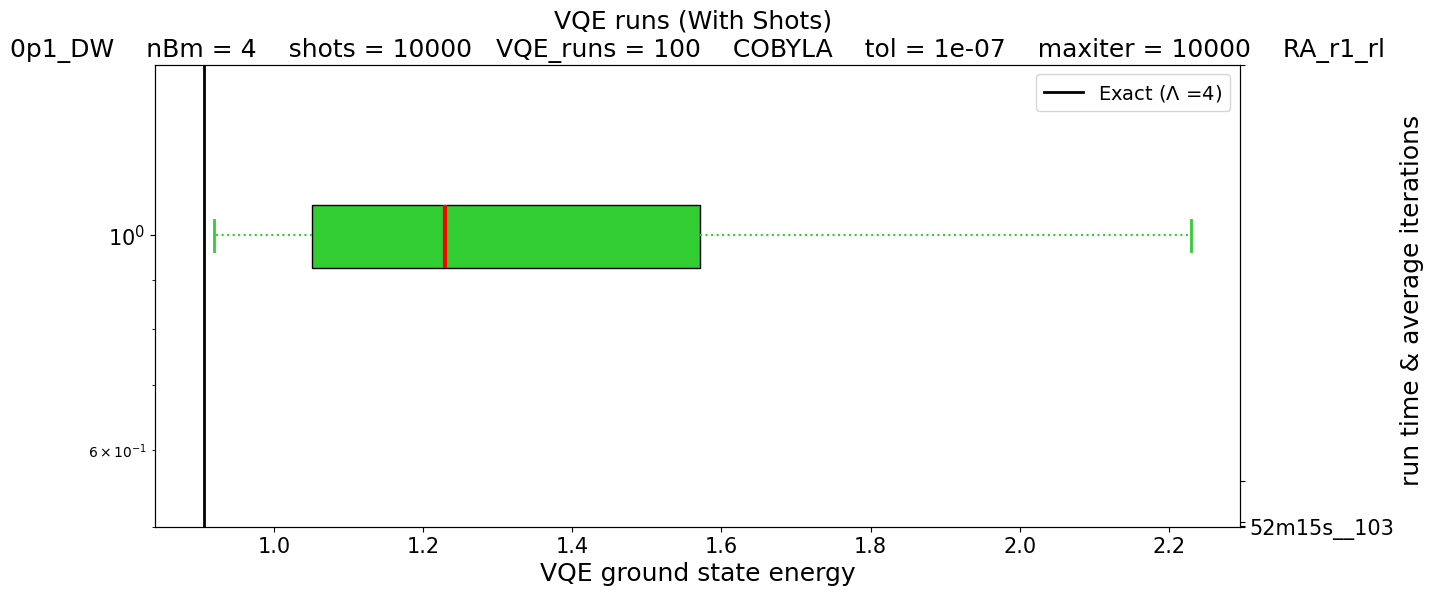 VQE runs (With Shots)
0p1_DW nBm = 4 shots = 10000 VQE_runs = 100 COBYLA tol = 1e-07 maxiter = 10000 RA_r1_rl
Exact (Λ =4)
10⁰
6 × 10⁻¹
1.0 1.2 1.4 1.6 1.8 2.0 2.2
VQE ground state energy
52m15s__103
run time & average iterations